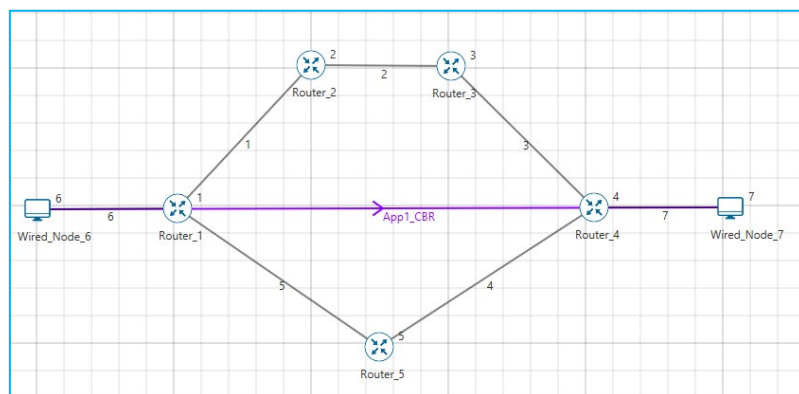 2
3
Router_2
2
Router_3
1
3
6
1
4
7
6
App1_CBR
7
Wired_Node_6
Router_1
Router_4
Wired_Node_7
5
4
5
Router_5